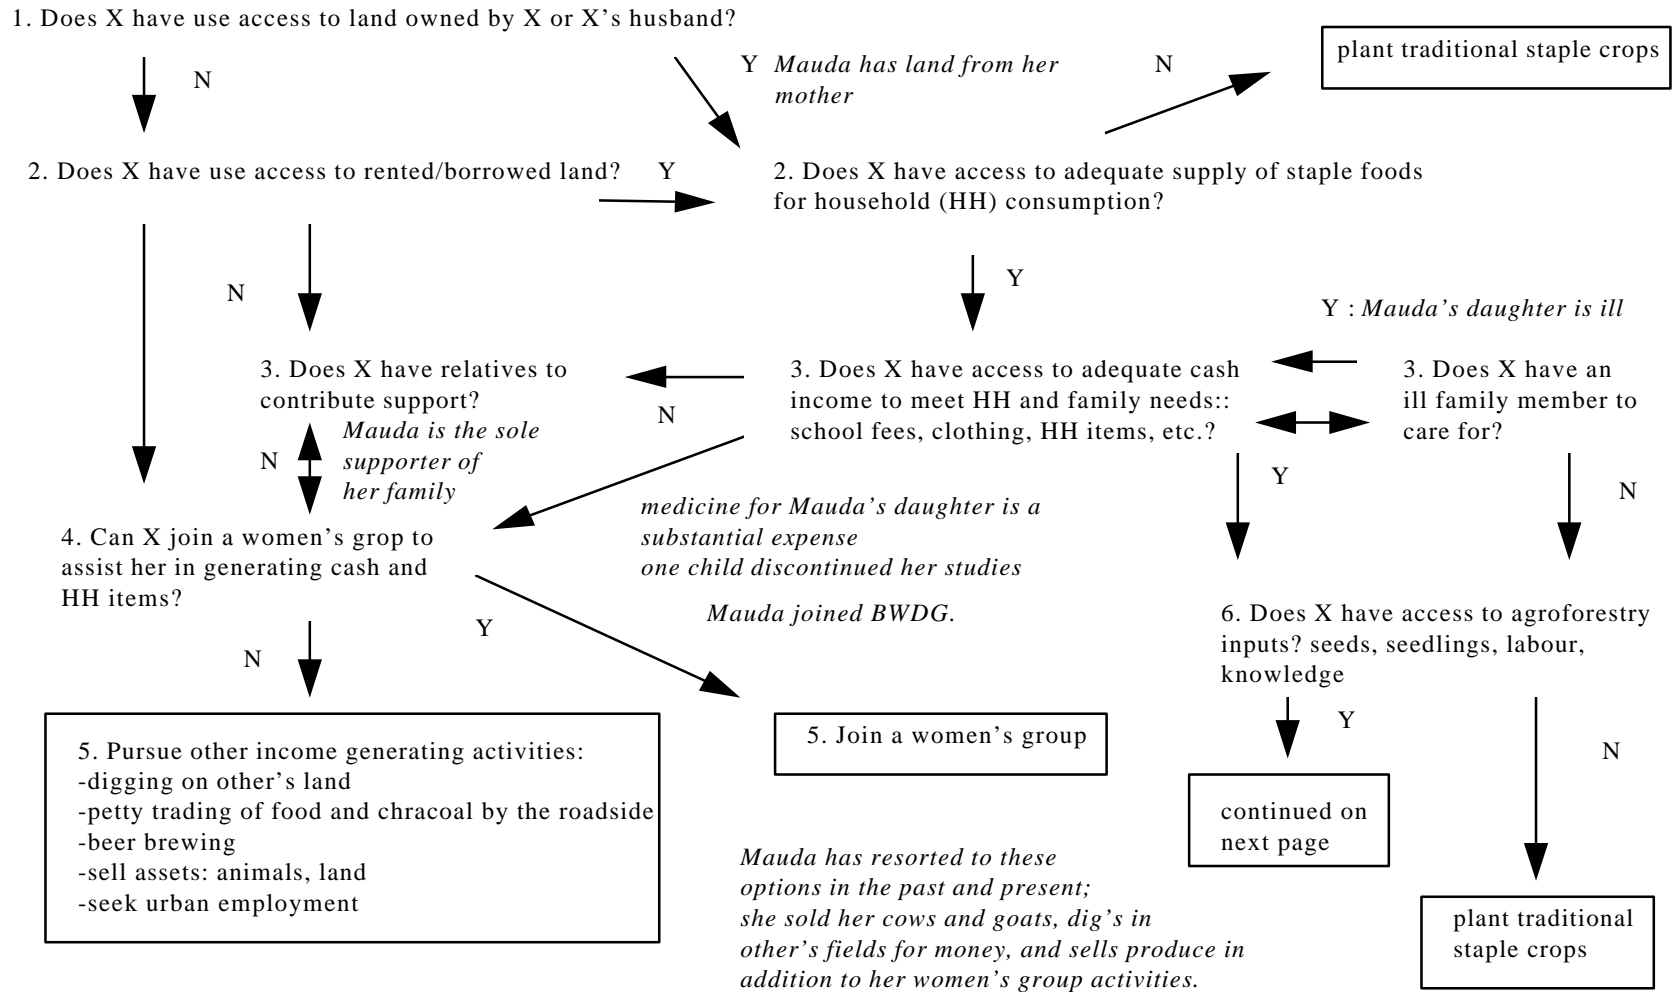 1. Does X have use access to land owned by X or X's husband?
plant traditional staple crops
N
Y
Mauda has land from her
mother
N
2. Does X have use access to rented/borrowed land?
Y
2. Does X have access to adequate supply of staple foods
for household (HH) consumption?
N
Y
Y : Mauda's daughter is ill
3. Does X have relatives to
contribute support?
Mauda is the sole
supporter of
her family
N
N
3. Does X have access to adequate cash
income to meet HH and family needs::
school fees, clothing, HH items, etc.?
3. Does X have an
ill family member to
care for?
Y
N
medicine for Mauda's daughter is a
substantial expense
one child discontinued her studies
Mauda joined BWDG.
4. Can X join a women's grop to
assist her in generating cash and
HH items?
N
Y
6. Does X have access to agroforestry
inputs? seeds, seedlings, labour,
knowledge
Y
N
5. Pursue other income generating activities:
-digging on other's land
-petty trading of food and chracoal by the roadside
-beer brewing
-sell assets: animals, land
-seek urban employment
5. Join a women's group
continued on
next page
Mauda has resorted to these
options in the past and present;
she sold her cows and goats, dig's in
other's fields for money, and sells produce in
addition to her women's group activities.
plant traditional
staple crops